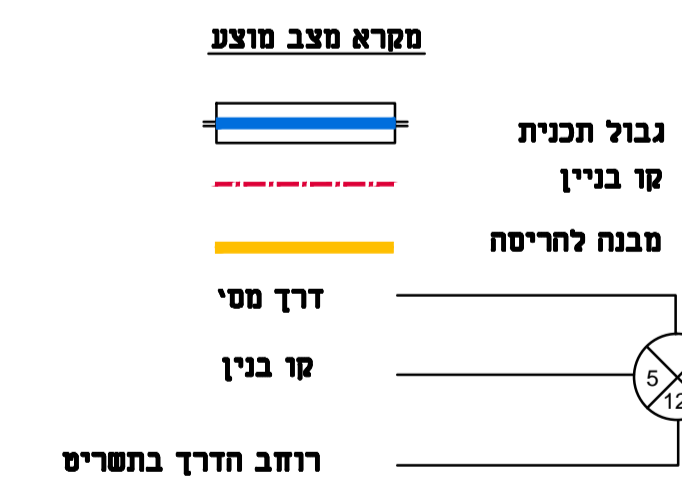 מקרא מצב מוצע
גבול תכנית
קו בניין
מבנה להריסה
דרך מסי
קו בנין
5
12
רוחב הדרך בתשריט